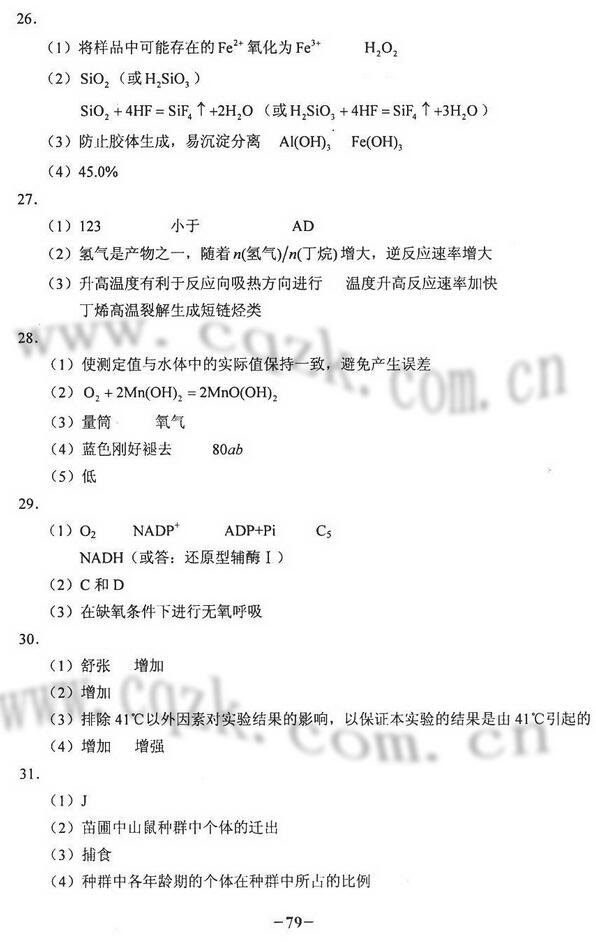 26.
（1）将样品中可能存在的Fe²⁺氧化为Fe³⁺ H₂O₂
（2）SiO₂（或H₂SiO₃）
SiO₂＋4HF＝SiF₄↑+2H₂O（或H₂SiO₃＋4HF＝SiF₄↑+3H₂O）
（3）防止胶体生成，易沉淀分离 Al(OH)₃ Fe(OH)₃
（4）45.0%
27.
（1）123 小于 AD
（2）氢气是产物之一，随着n(氢气)/n(丁烷)增大，逆反应速率增大
（3）升高温度有利于反应向吸热方向进行 温度升高反应速率加快
丁烯高温裂解生成短链烃类
www.cqzk.com.cn
28.
（1）使测定值与水体中的实际值保持一致，避免产生误差
（2）O₂＋2Mn(OH)₂＝2MnO(OH)₂
（3）量筒 氧气
（4）蓝色刚好褪去 80ab
（5）低
29.
（1）O₂ NADP⁺ ADP+Pi C₅
NADH（或答：还原型辅酶Ⅰ）
（2）C和D
（3）在缺氧条件下进行无氧呼吸
30.
（1）舒张 增加
（2）增加
www.cqzk.com.cn
（3）排除41℃以外因素对实验结果的影响，以保证本实验的结果是由41℃引起的
（4）增加 增强
31.
（1）J
（2）苗圃中山鼠种群中个体的迁出
（3）捕食
（4）种群中各年龄期的个体在种群中所占的比例
－79－